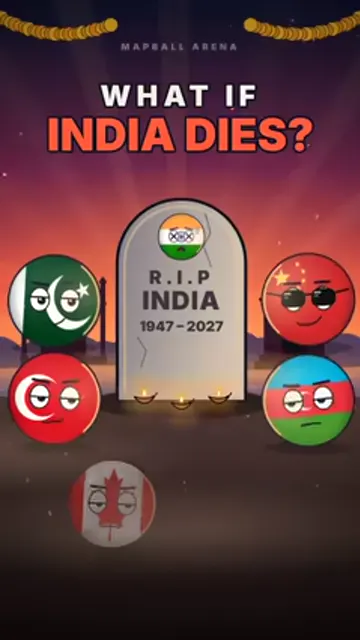 MAPBALL ARENA
WHAT IF
INDIA DIES?
R.I.P
INDIA
1947-2027